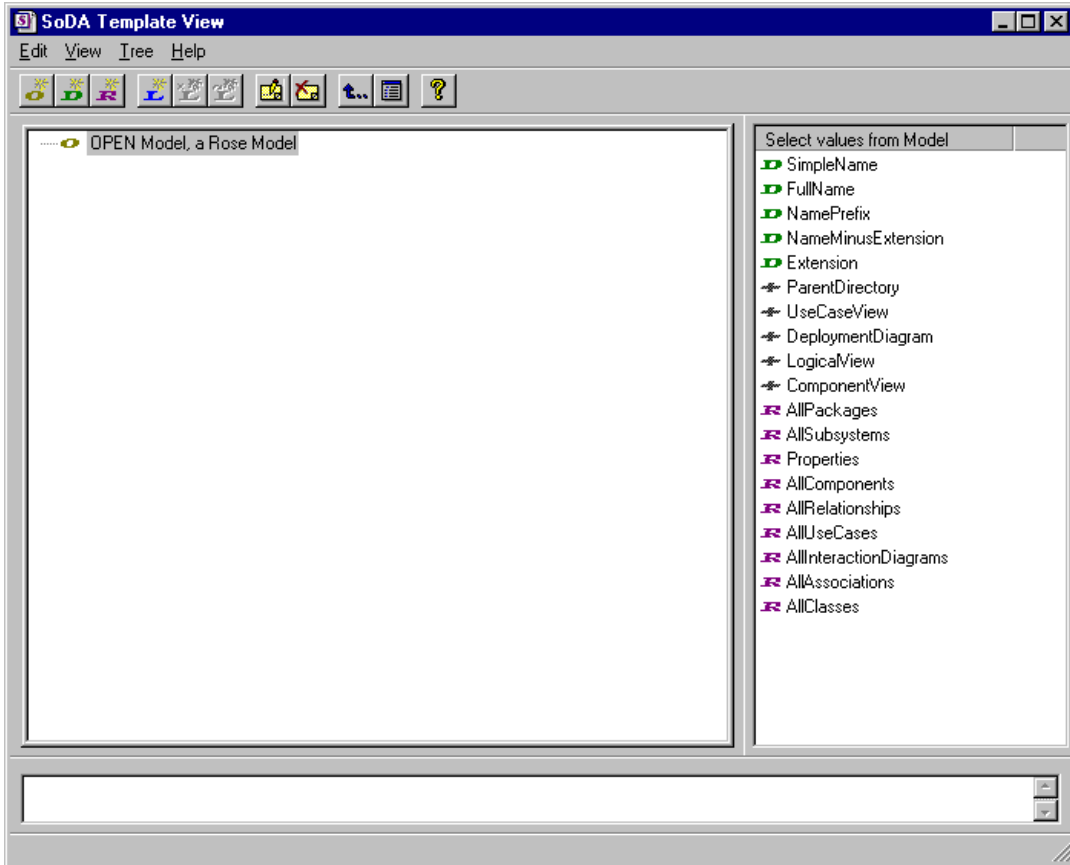 SoDA Template View
Edit View Tree Help
OPEN Model, a Rose Model
Select values from Model
SimpleName
FullName
NamePrefix
NameMinusExtension
Extension
ParentDirectory
UseCaseView
DeploymentDiagram
LogicalView
ComponentView
AllPackages
AllSubsystems
Properties
AllComponents
AllRelationships
AllUseCases
AllInteractionDiagrams
AllAssociations
AllClasses